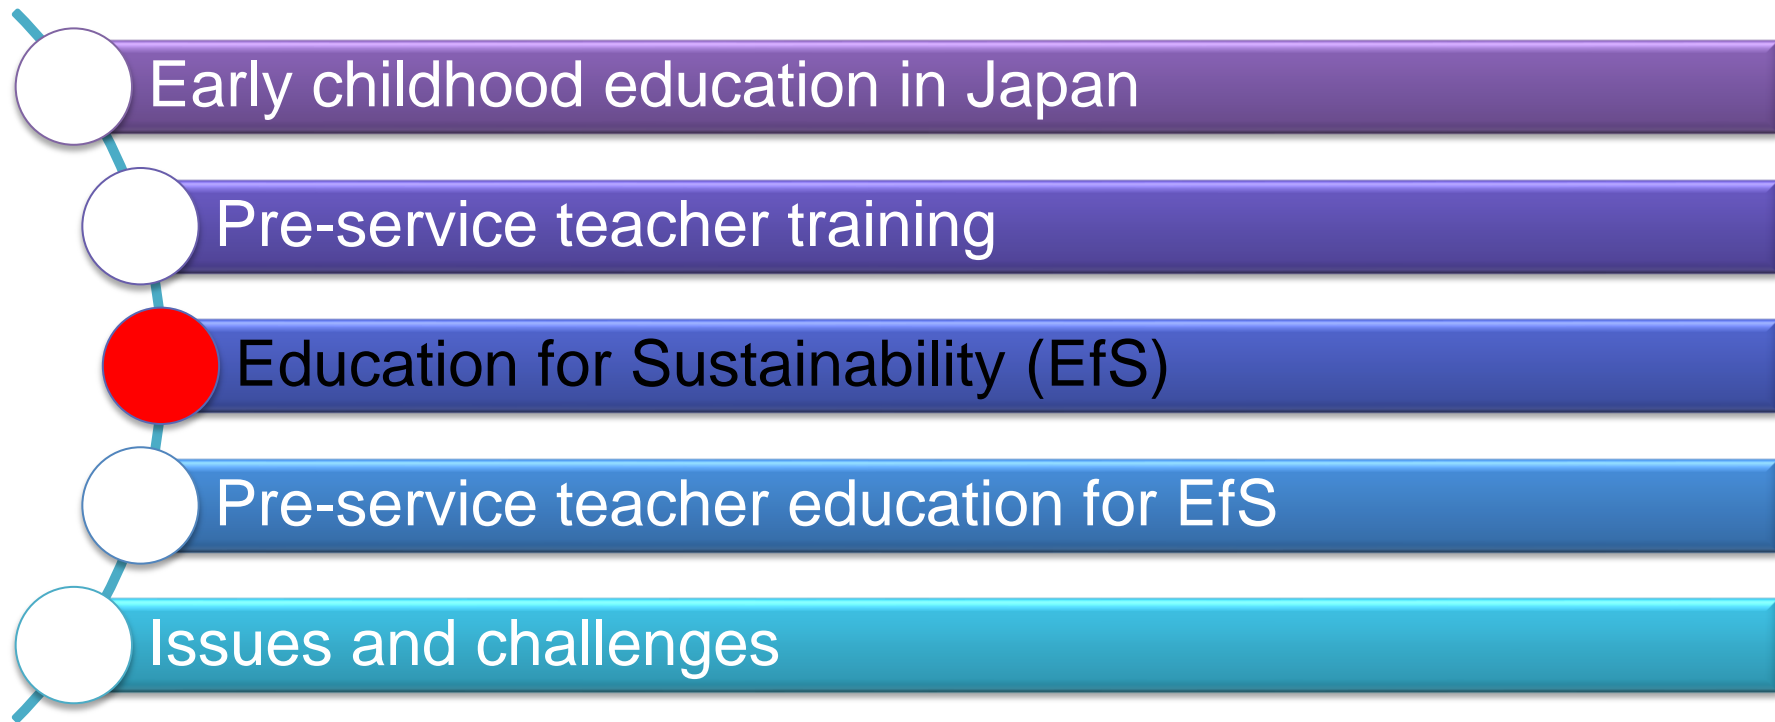 Early childhood education in Japan
Pre-service teacher training
Education for Sustainability (EfS)
Pre-service teacher education for EfS
Issues and challenges